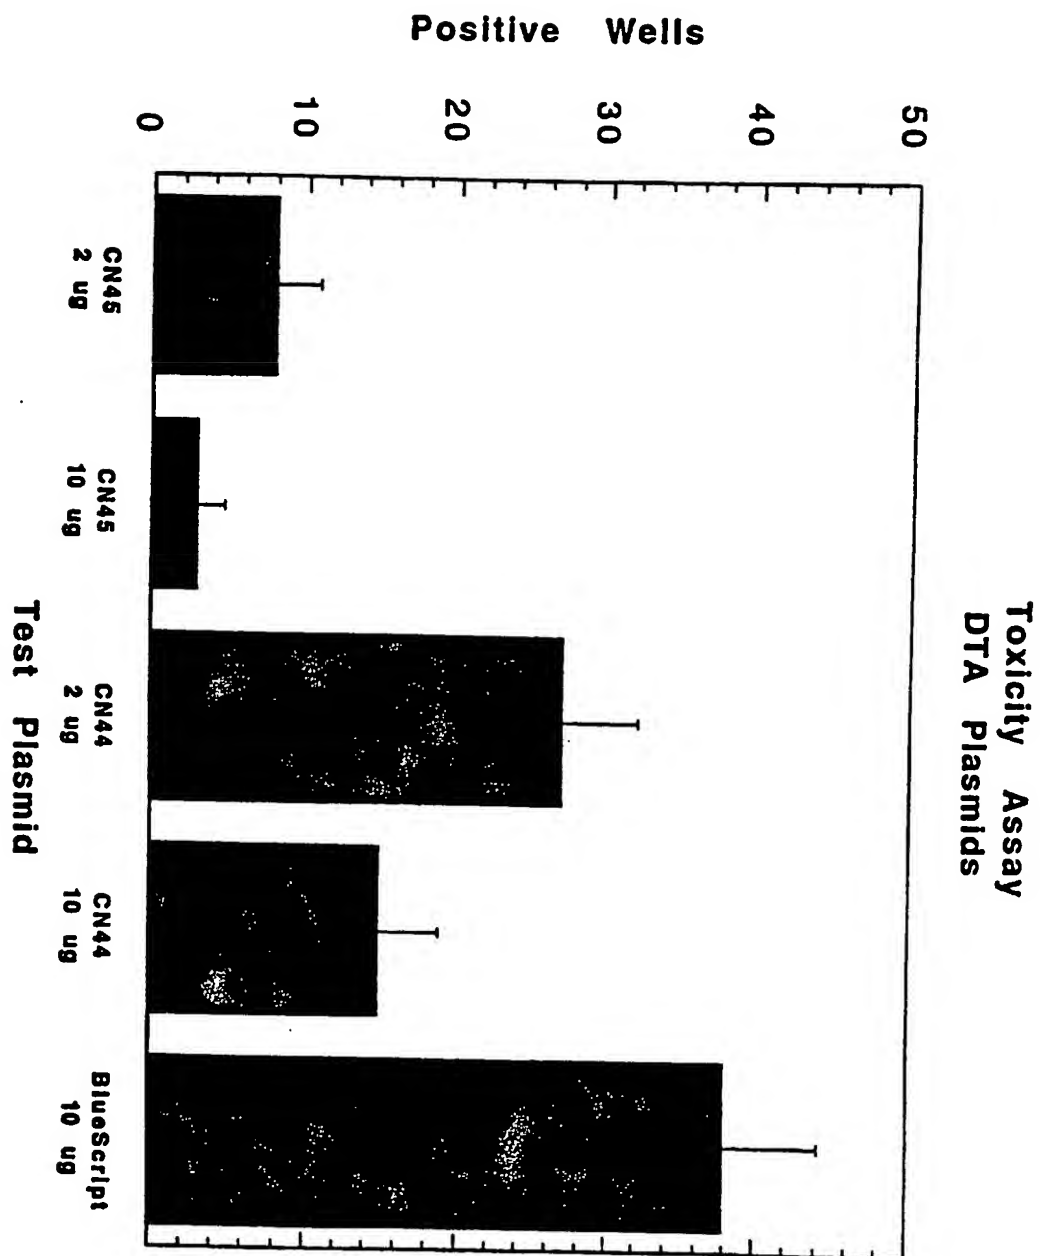 Toxicity Assay
DTA Plasmids
Positive Wells
50
40
30
20
10
0
CN45
2 ug
CN45
10 ug
CN44
2 ug
CN44
10 ug
BlueScript
10 ug
Test Plasmid